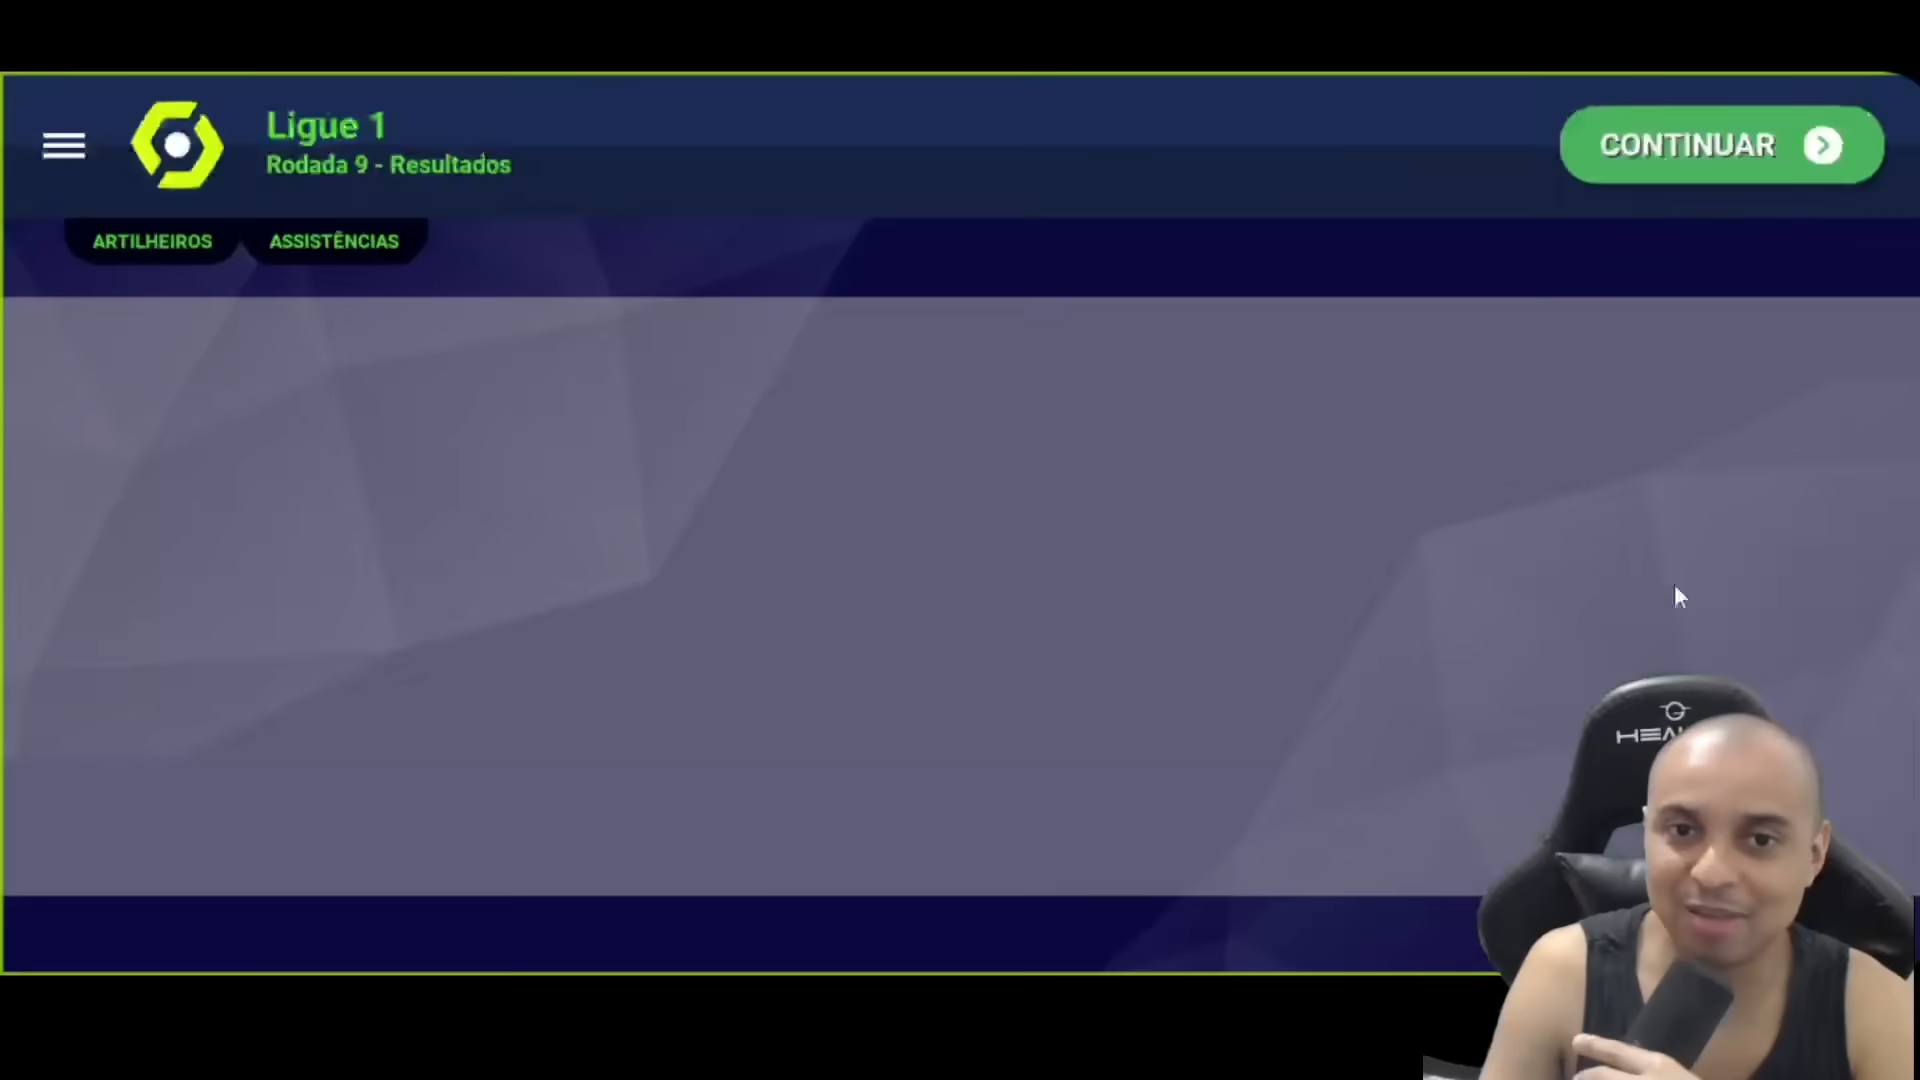 Ligue 1
Rodada 9 - Resultados
CONTINUAR
ARTILHEIROS
ASSISTÊNCIAS